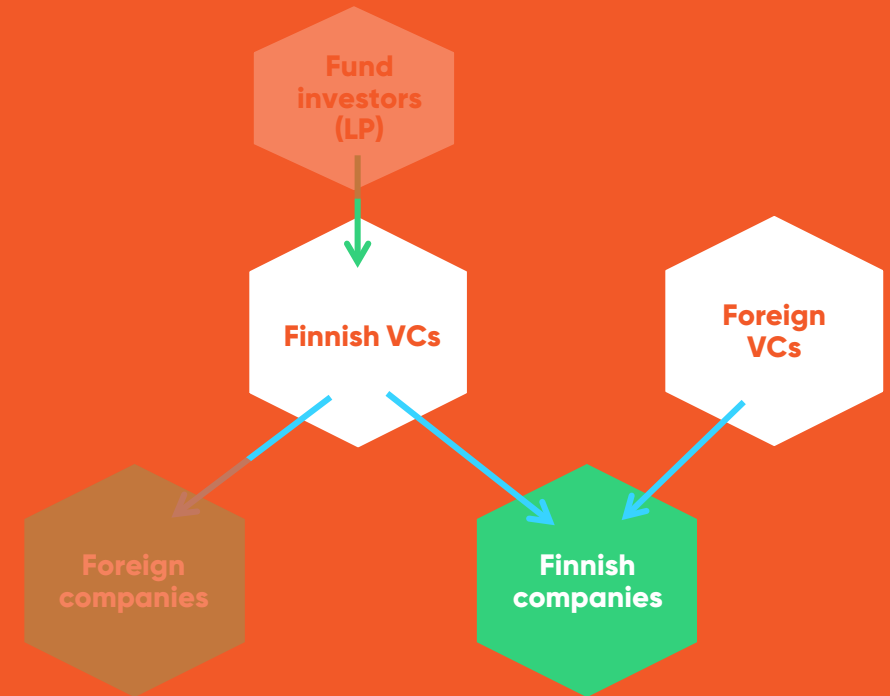 Fund
investors
(LP)
Finnish VCs
Foreign
VCs
Foreign
companies
Finnish
companies